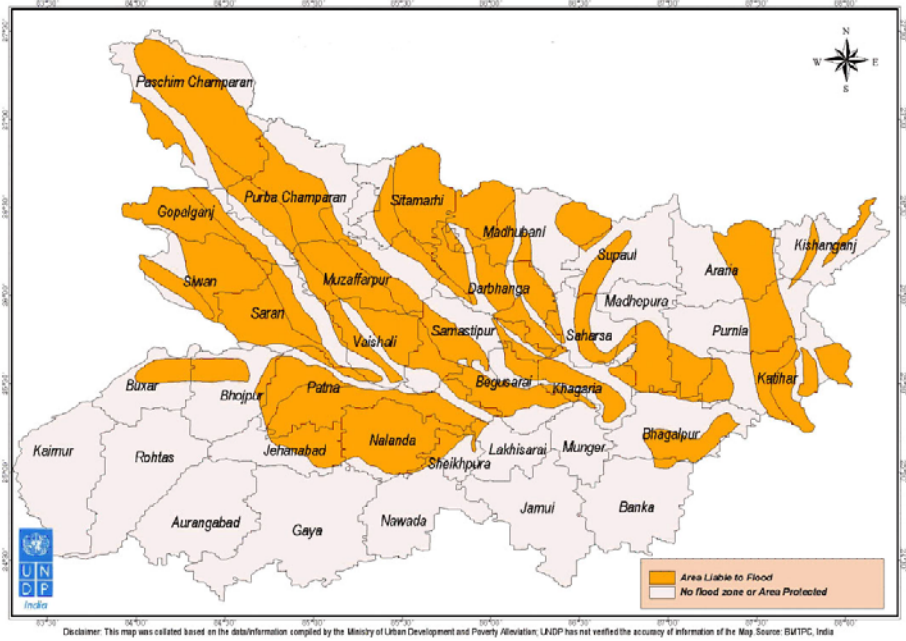 N
W E
S
Paschim Champaran
Purba Champaran
Sitamarhi
Gopalganj
Madhubani
Kishanganj
Supaul
Araria
Siwan
Muzaffarpur
Darbhanga
Madhepura
Saran
Samastipur
Saharsa
Purnia
Vaishali
Begusarai
Khagaria
Katihar
Buxar
Bhojpur
Patna
Bhagalpur
Kaimur
Rohtas
Jehanabad
Nalanda
Sheikhpura
Lakhisarai
Munger
Aurangabad
Gaya
Nawada
Jamui
Banka
U N
D P
India
Area Liable to Flood
No flood zone or Area Protected
Disclaimer: This map was collated based on the data/information compiled by the Ministry of Urban Development and Poverty Alleviation; UNDP has not verified the accuracy of information of the Map. Source: BMTPC, India